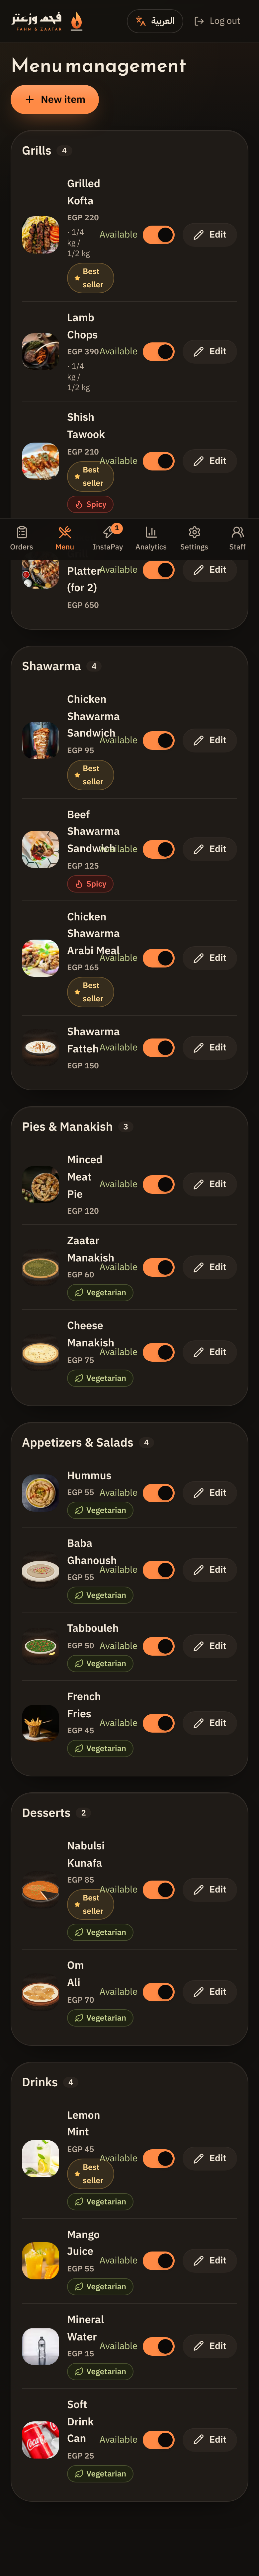 فحم وزعتر
FAHM & ZAATAR
العربية
Log out
Menu management
New item
Grills 4
Grilled
Kofta
EGP 220
· 1/4
kg /
1/2 kg
Best
seller
Available
Edit
Lamb
Chops
EGP 390
· 1/4
kg /
1/2 kg
Available
Edit
Shish
Tawook
EGP 210
Best
seller
Spicy
Available
Edit
Orders
Menu
1
InstaPay
Analytics
Settings
Staff
Platter
(for 2)
EGP 650
Available
Edit
Shawarma 4
Chicken
Shawarma
Sandwich
EGP 95
Best
seller
Available
Edit
Beef
Shawarma
Sandwich
EGP 125
Spicy
Available
Edit
Chicken
Shawarma
Arabi Meal
EGP 165
Best
seller
Available
Edit
Shawarma
Fatteh
EGP 150
Available
Edit
Pies & Manakish 3
Minced
Meat
Pie
EGP 120
Available
Edit
Zaatar
Manakish
EGP 60
Vegetarian
Available
Edit
Cheese
Manakish
EGP 75
Vegetarian
Available
Edit
Appetizers & Salads 4
Hummus
EGP 55
Vegetarian
Available
Edit
Baba
Ghanoush
EGP 55
Vegetarian
Available
Edit
Tabbouleh
EGP 50
Vegetarian
Available
Edit
French
Fries
EGP 45
Vegetarian
Available
Edit
Desserts 2
Nabulsi
Kunafa
EGP 85
Best
seller
Vegetarian
Available
Edit
Om
Ali
EGP 70
Vegetarian
Available
Edit
Drinks 4
Lemon
Mint
EGP 45
Best
seller
Vegetarian
Available
Edit
Mango
Juice
EGP 55
Vegetarian
Available
Edit
Mineral
Water
EGP 15
Vegetarian
Available
Edit
Soft
Drink
Can
EGP 25
Vegetarian
Available
Edit